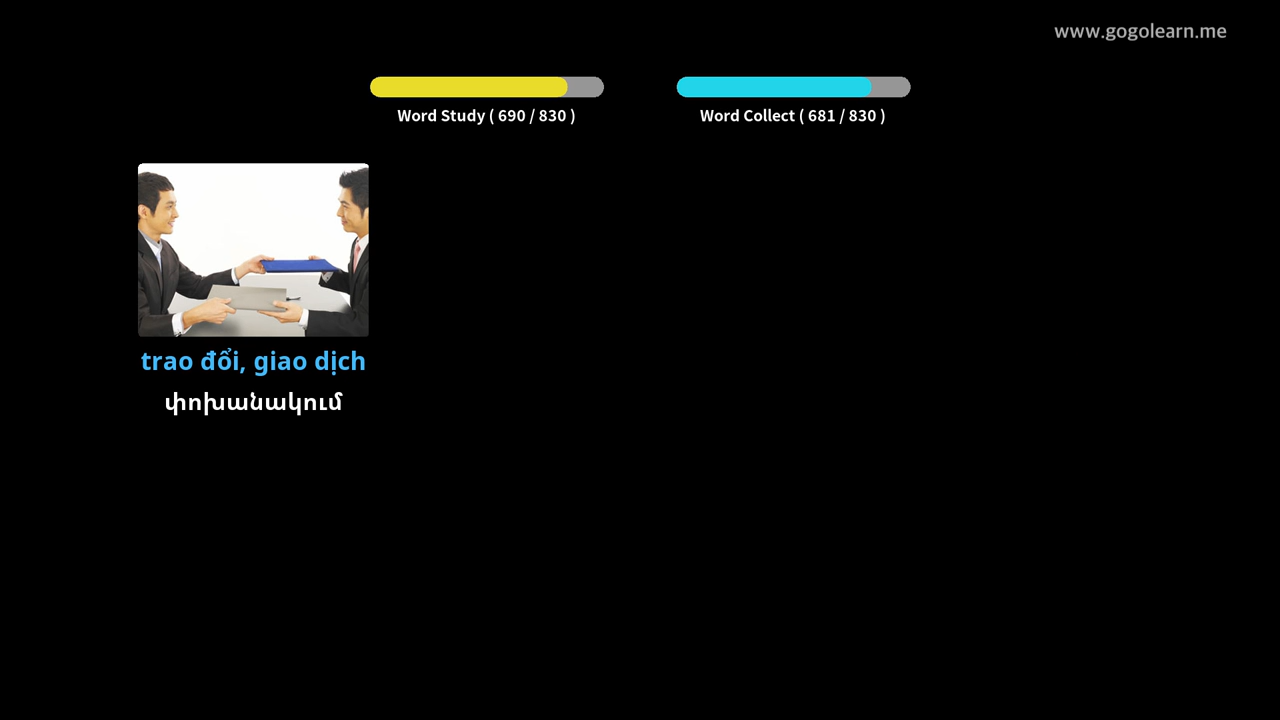 www.gogolearn.me
Word Study ( 690 / 830 )
Word Collect ( 681 / 830 )
trao đổi, giao dịch
փոխանակում